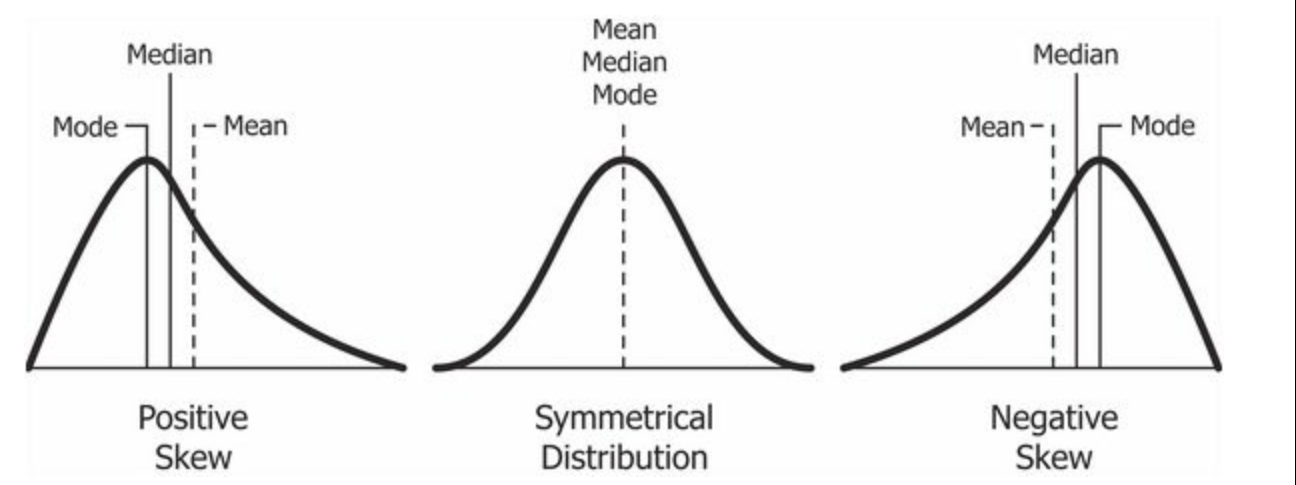 Median
Mode
Mean
Positive
Skew
Mean
Median
Mode
Symmetrical
Distribution
Median
Mean
Mode
Negative
Skew